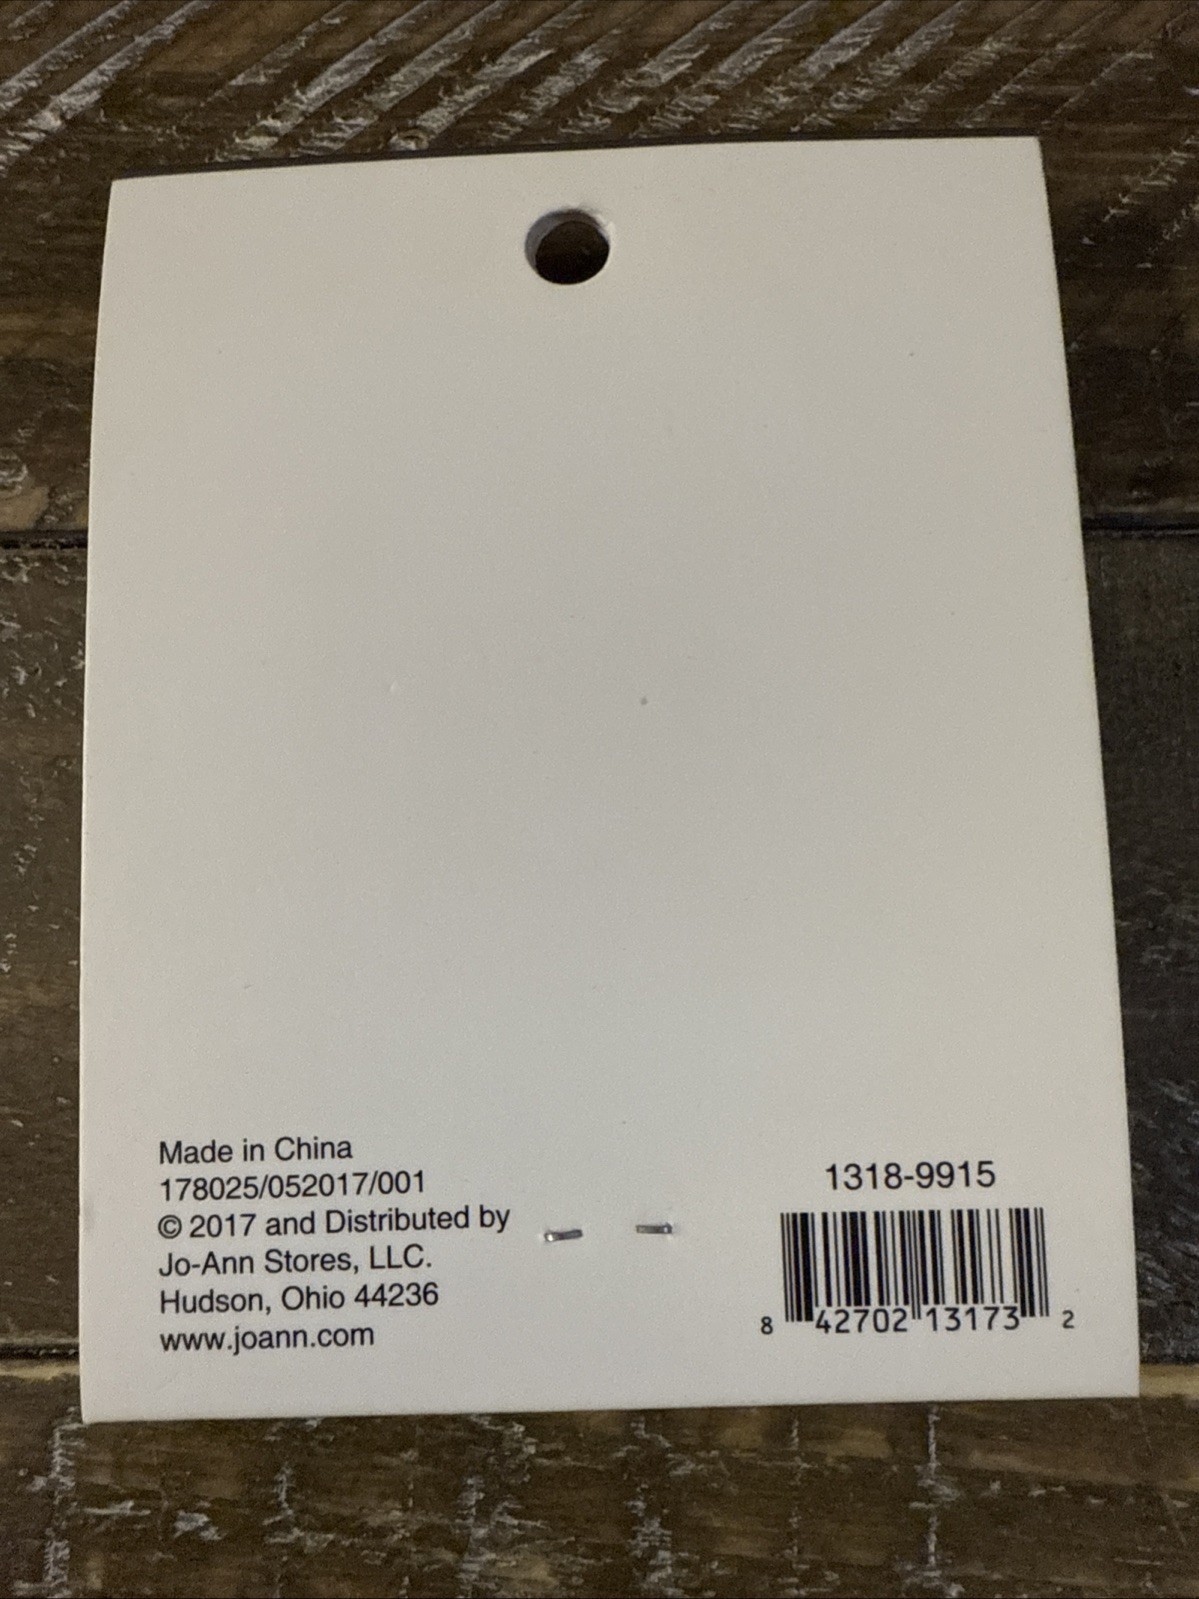 Made in China
178025/052017/001
© 2017 and Distributed by
Jo-Ann Stores, LLC.
Hudson, Ohio 44236
www.joann.com
1318-9915
8 42702 13173 2